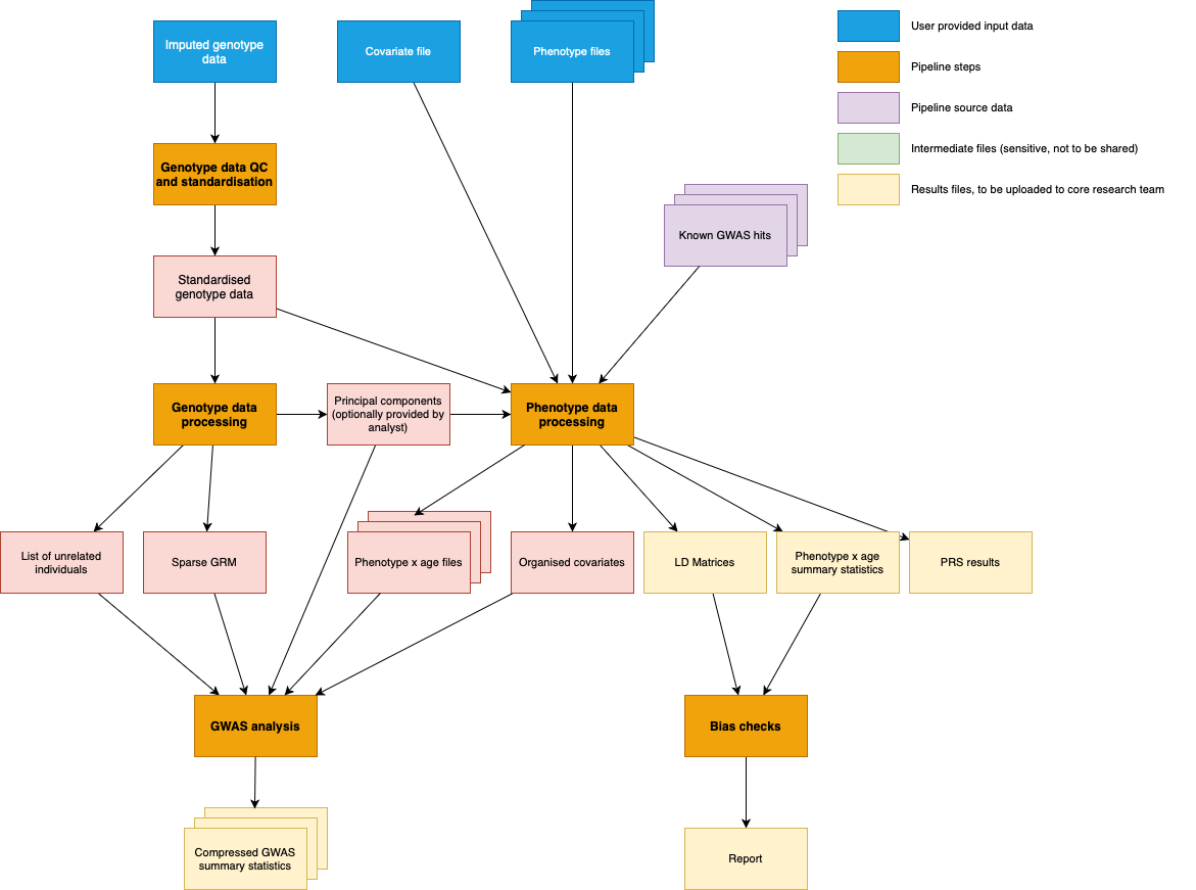 Imputed genotype
data
Covariate file
Phenotype files
User provided input data
Pipeline steps
Pipeline source data
Intermediate files (sensitive, not to be shared)
Results files, to be uploaded to core research team
Genotype data QC
and standardisation
Known GWAS hits
Standardised
genotype data
Genotype data
processing
Principal components
(optionally provided by
analyst)
Phenotype data
processing
List of unrelated
individuals
Sparse GRM
Phenotype x age files
Organised covariates
LD Matrices
Phenotype x age
summary statistics
PRS results
GWAS analysis
Bias checks
Compressed GWAS
summary statistics
Report